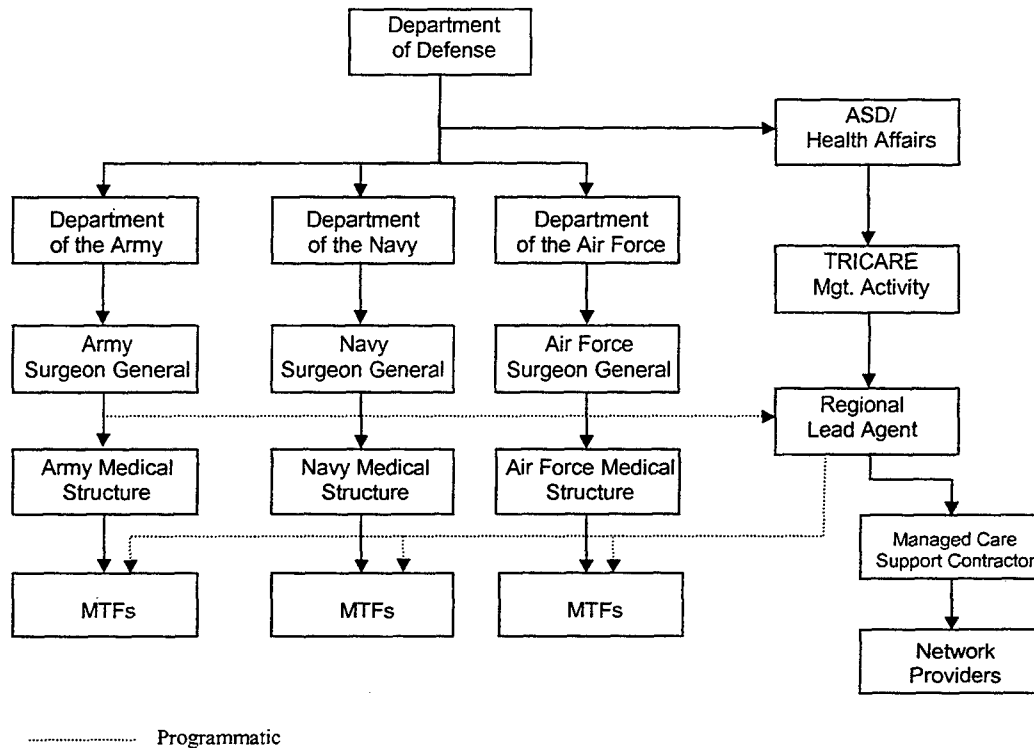 Department
of Defense
ASD/
Health Affairs
Department
of the Army
Department
of the Navy
Department
of the Air Force
TRICARE
Mgt. Activity
Army
Surgeon General
Navy
Surgeon General
Air Force
Surgeon General
Regional
Lead Agent
Army Medical
Structure
Navy Medical
Structure
Air Force Medical
Structure
Managed Care
Support Contractor
MTFs
MTFs
MTFs
Network
Providers
Programmatic